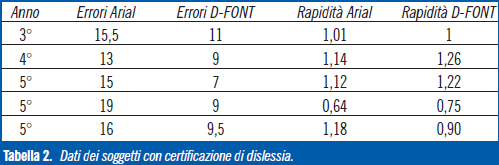 Anno Errori Arial Errori D-FONT Rapidità Arial Rapidità D-FONT
3° 15,5 11 1,01 1
4° 13 9 1,14 1,26
5° 15 7 1,12 1,22
5° 19 9 0,64 0,75
5° 16 9,5 1,18 0,90
Tabella 2. Dati dei soggetti con certificazione di dislessia.